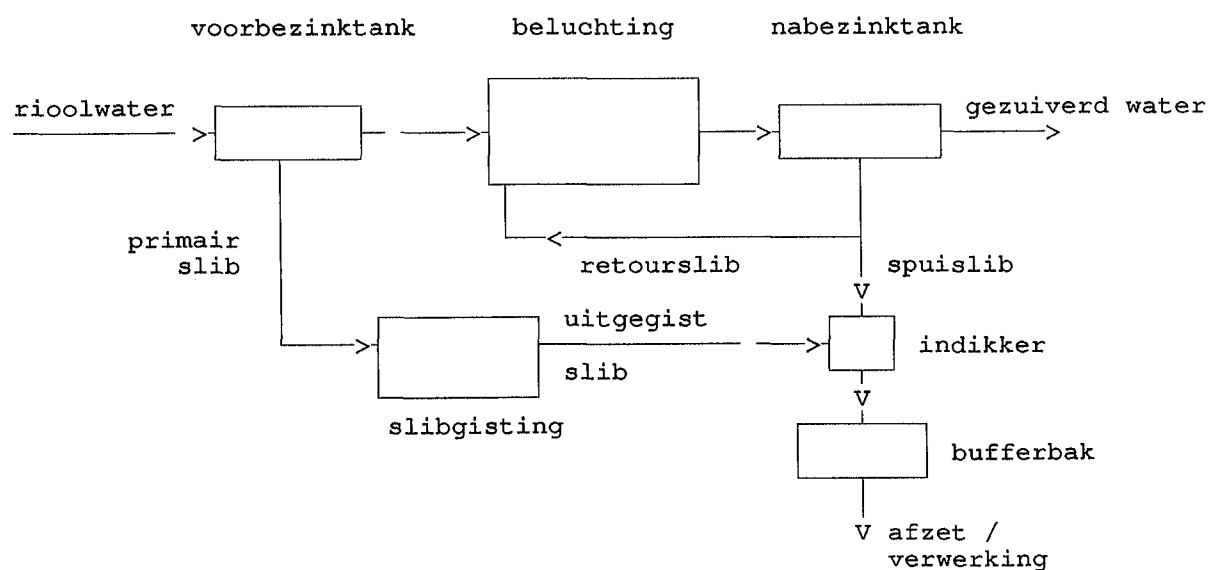 voorbezinktank
beluchting
nabezinktank
rioolwater
gezuiverd water
primair
slib
retourslib
spuislib
uitgegist
slib
indikker
slibgisting
bufferbak
afzet /
verwerking